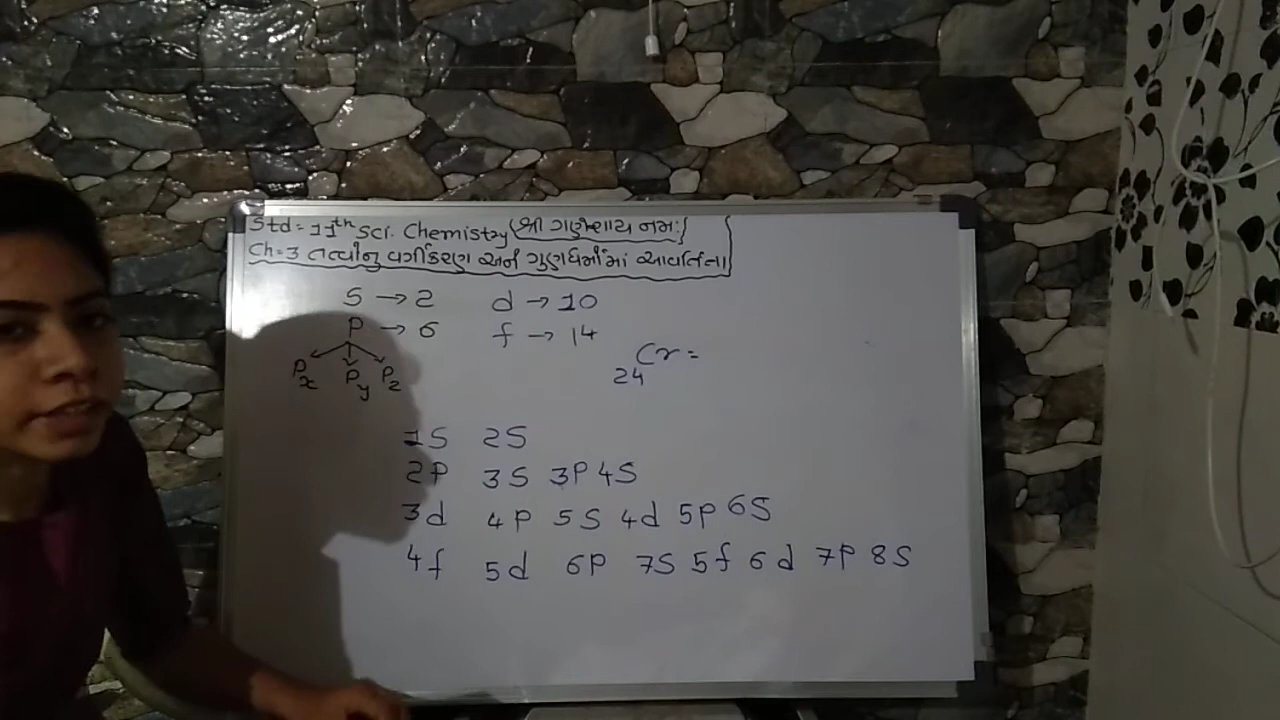 Std = 11th Sci. Chemistry (શ્રી ગણેશાય નમઃ)
Ch = 3 તત્વોનુ વર્ગીકરણ અને ગુણધર્મોમાં આવર્તિતા
S → 2 d → 10
P → 6 f → 14
Px Py Pz
24Cr =
1S 2S
2P 3S 3P 4S
3d 4P 5S 4d 5P 6S
4f 5d 6P 7S 5f 6d 7P 8S